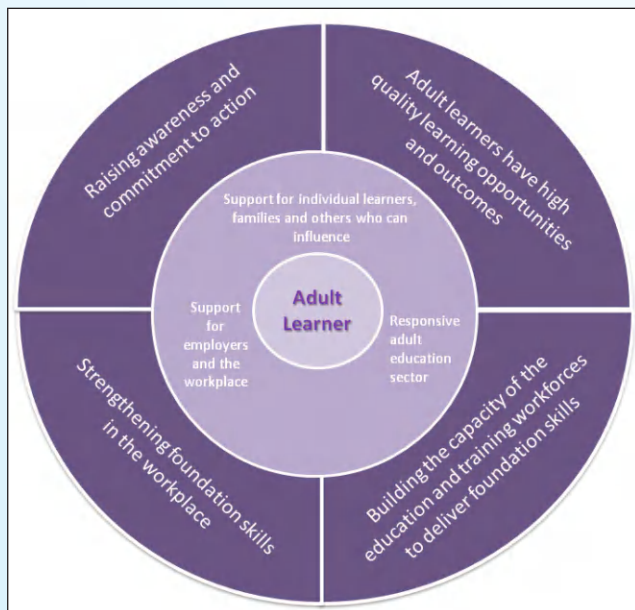 Raising awareness and
commitment to action
Adult learners have high
quality learning opportunities
and outcomes
Support for individual learners,
families and others who can
influence
Adult
Learner
Support
for
employers
and the
workplace
Responsive
adult
education
sector
Strengthening foundation skills
in the workplace
Building the capacity of the
education and training workforces
to deliver foundation skills